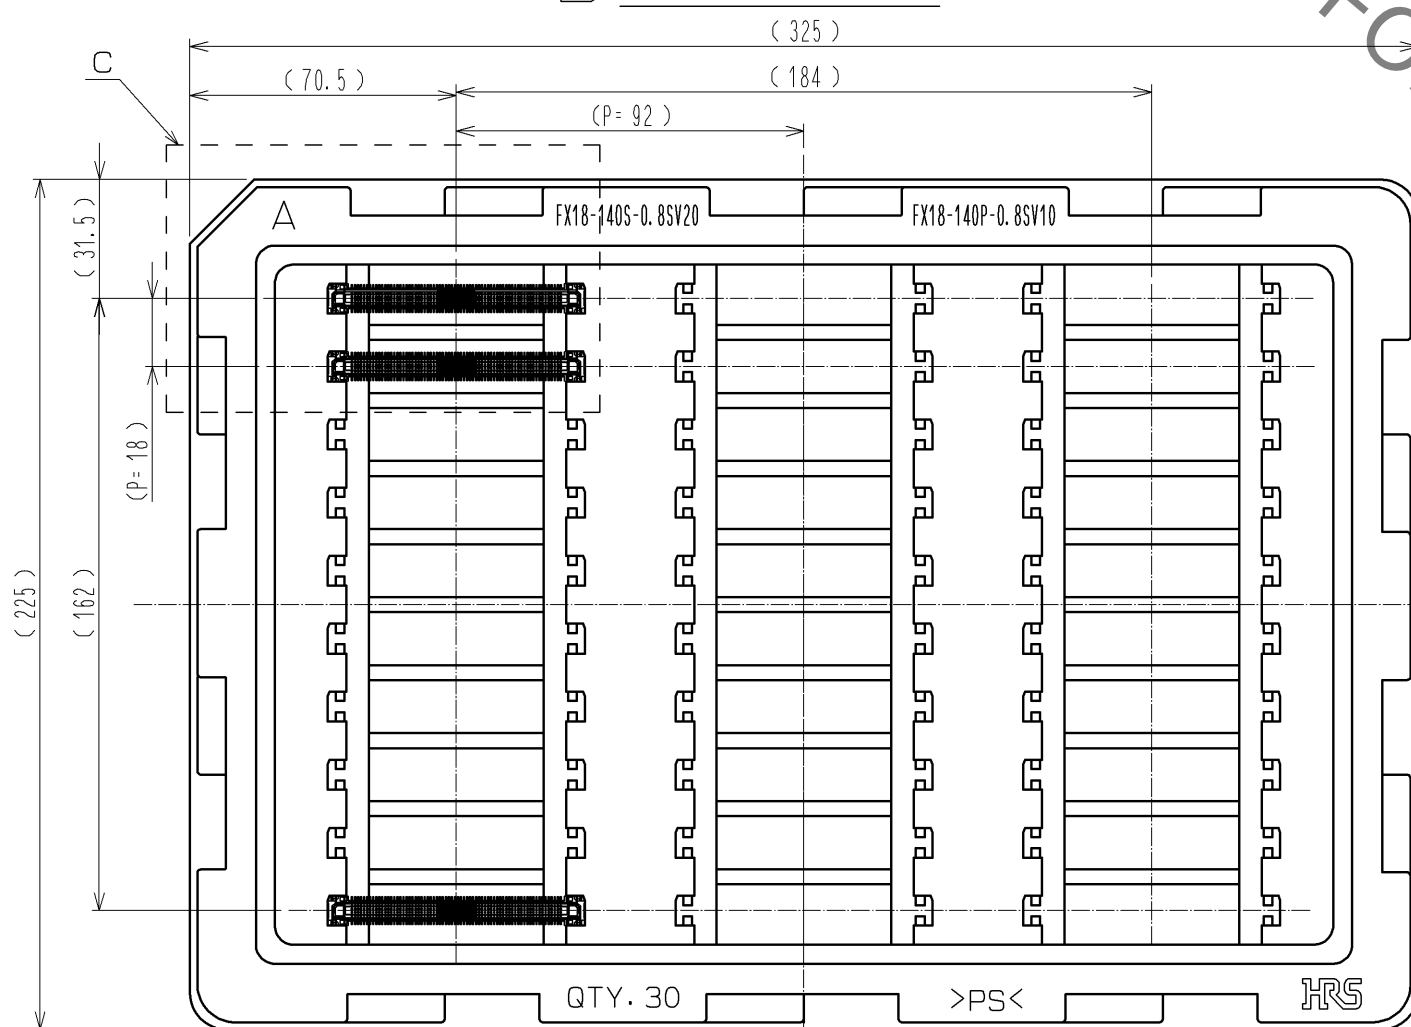 FO
( 325 )
C
( 70.5 )
( 184 )
(P= 92 )
A
FX18-140S-0.8SV20
FX18-140P-0.8SV10
( 31.5 )
(P= 18 )
( 225 )
( 162 )
QTY. 30
>PS<
HRS